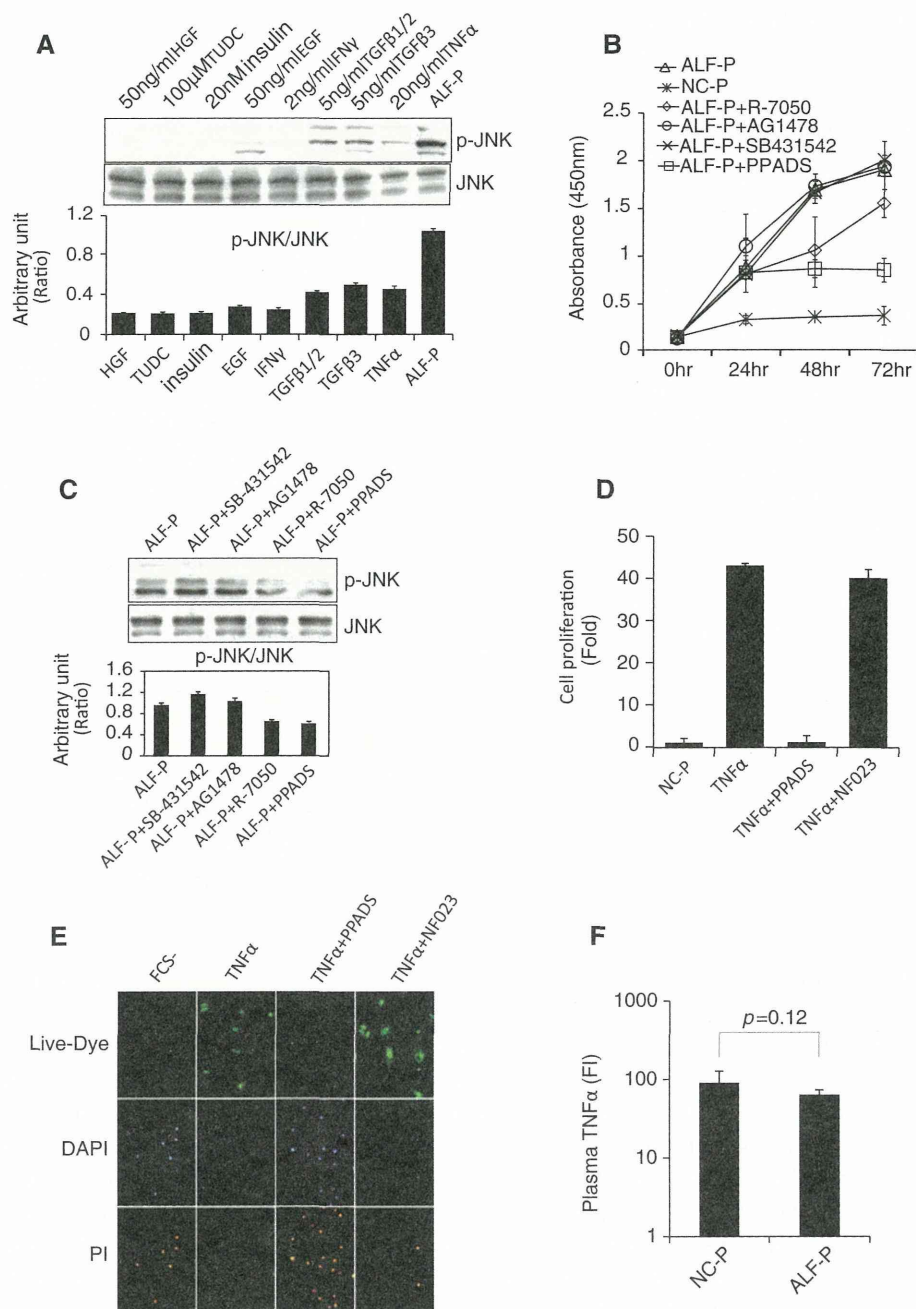 A
50ng/mlHGF
100μMTUDC
20nMinsulin
50ng/mlEGF
2ng/mlIFNγ
5ng/mlTGFβ1/2
5ng/mlTGFβ3
20ng/mlTNFα
ALF-P
p-JNK
JNK
p-JNK/JNK
Arbitrary unit
(Ratio)
1.2
0.8
0.4
0
HGF
TUDC
insulin
EGF
IFNγ
TGFβ1/2
TGFβ3
TNFα
ALF-P
B
ALF-P
NC-P
ALF-P+R-7050
ALF-P+AG1478
ALF-P+SB431542
ALF-P+PPADS
Absorbance (450nm)
2.5
2
1.5
1
0.5
0
0hr
24hr
48hr
72hr
C
ALF-P
ALF-P+SB-431542
ALF-P+AG1478
ALF-P+R-7050
ALF-P+PPADS
p-JNK
JNK
p-JNK/JNK
Arbitrary unit
(Ratio)
1.6
1.2
0.8
0.4
0
ALF-P
ALF-P+SB-431542
ALF-P+AG1478
ALF-P+R-7050
ALF-P+PPADS
D
Cell proliferation
(Fold)
50
40
30
20
10
0
NC-P
TNFα
TNFα+PPADS
TNFα+NF023
E
FCS-
TNFα
TNFα+PPADS
TNFα+NF023
Live-Dye
DAPI
PI
F
Plasma TNFα (FI)
1000
100
10
1
p=0.12
NC-P
ALF-P